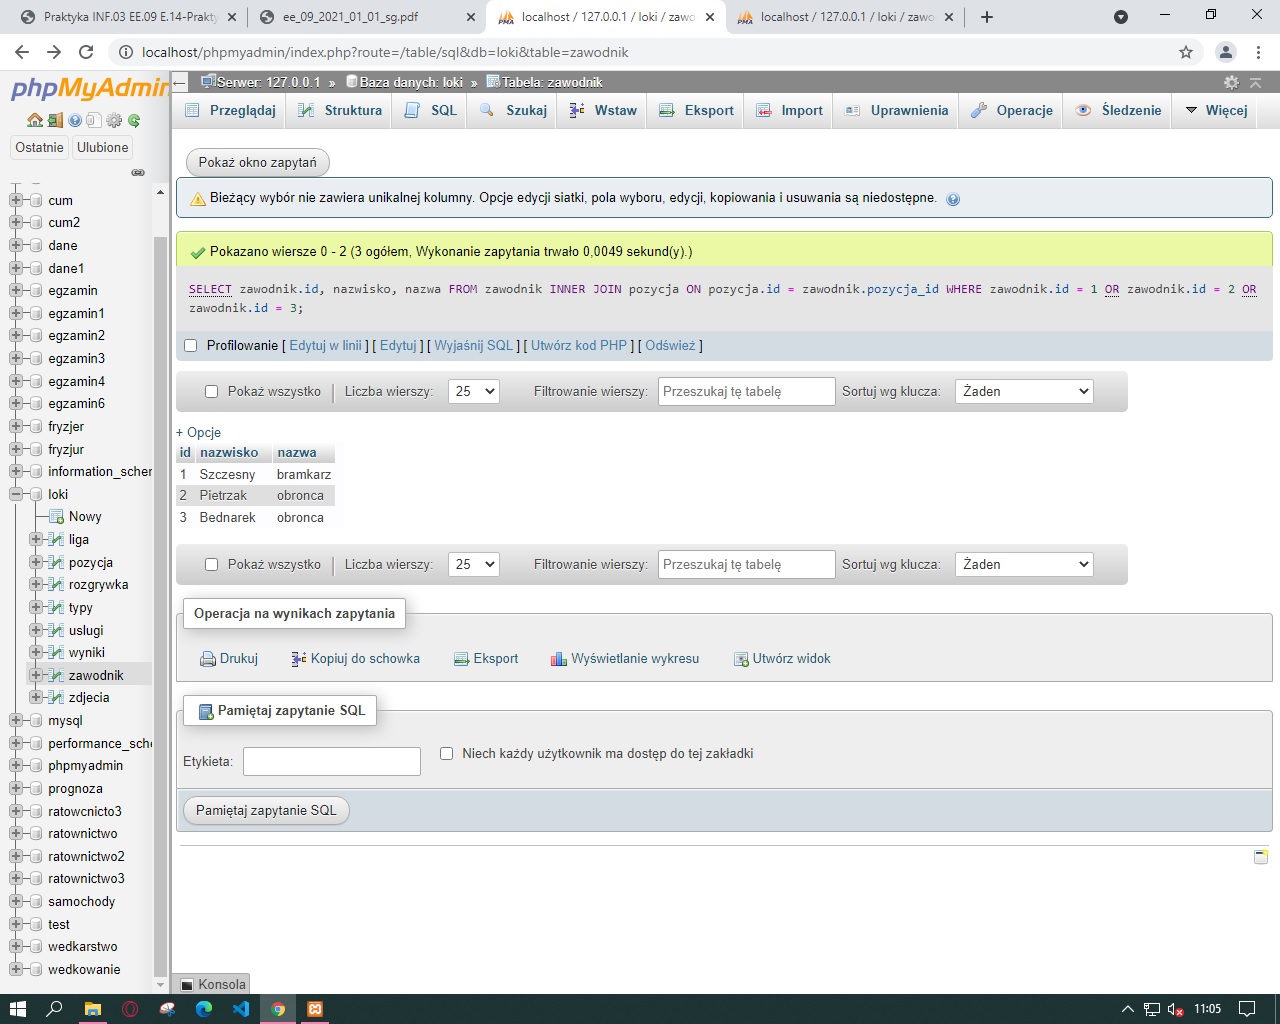 Praktyka INF.03 EE.09 E.14-Prakty
ee_09_2021_01_01_sg.pdf
localhost / 127.0.0.1 / loki / zawo
localhost / 127.0.0.1 / loki / zawo
localhost/phpmyadmin/index.php?route=/table/sql&db=loki&table=zawodnik
phpMyAdmin
Ostatnie
Ulubione
cum
cum2
dane
dane1
egzamin
egzamin1
egzamin2
egzamin3
egzamin4
egzamin6
fryzjer
fryzjur
information_scher
loki
Nowy
liga
pozycja
rozgrywka
typy
uslugi
wyniki
zawodnik
zdjecia
mysql
performance_sche
phpmyadmin
prognoza
ratowcnicto3
ratownictwo
ratownictwo2
ratownictwo3
samochody
test
wedkarstwo
wedkowanie
Serwer: 127.0.0.1 » Baza danych: loki » Tabela: zawodnik
Przeglądaj
Struktura
SQL
Szukaj
Wstaw
Eksport
Import
Uprawnienia
Operacje
Śledzenie
Więcej
Pokaż okno zapytań
Bieżący wybór nie zawiera unikalnej kolumny. Opcje edycji siatki, pola wyboru, edycji, kopiowania i usuwania są niedostępne.
Pokazano wiersze 0 - 2 (3 ogółem, Wykonanie zapytania trwało 0,0049 sekund(y).)
SELECT zawodnik.id, nazwisko, nazwa FROM zawodnik INNER JOIN pozycja ON pozycja.id = zawodnik.pozycja_id WHERE zawodnik.id = 1 OR zawodnik.id = 2 OR
zawodnik.id = 3;
Profilowanie [ Edytuj w linii ] [ Edytuj ] [ Wyjaśnij SQL ] [ Utwórz kod PHP ] [ Odśwież ]
Pokaż wszystko | Liczba wierszy: 25 Filtrowanie wierszy: Przeszukaj tę tabelę Sortuj wg klucza: Żaden
+ Opcje
id nazwisko nazwa
1 Szczesny bramkarz
2 Pietrzak obronca
3 Bednarek obronca
Pokaż wszystko | Liczba wierszy: 25 Filtrowanie wierszy: Przeszukaj tę tabelę Sortuj wg klucza: Żaden
Operacja na wynikach zapytania
Drukuj
Kopiuj do schowka
Eksport
Wyświetlanie wykresu
Utwórz widok
Pamiętaj zapytanie SQL
Etykieta:
Niech każdy użytkownik ma dostęp do tej zakładki
Pamiętaj zapytanie SQL
Konsola
11:05